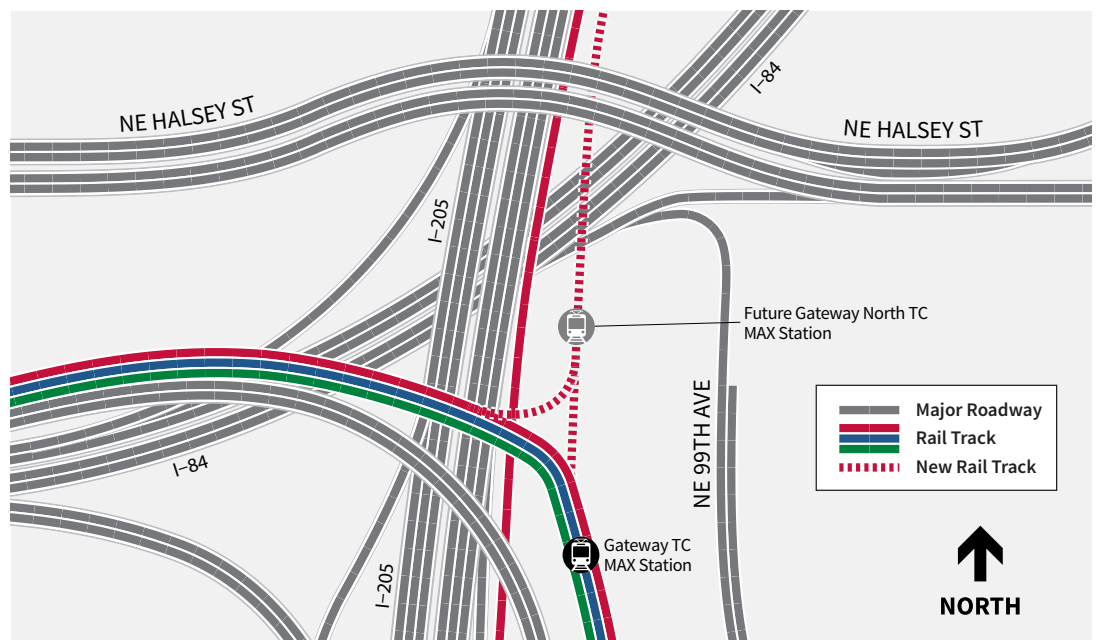 NE HALSEY ST
I-84
NE HALSEY ST
I-205
Future Gateway North TC
MAX Station
NE 99TH AVE
Major Roadway
Rail Track
New Rail Track
I-84
Gateway TC
MAX Station
I-205
NORTH